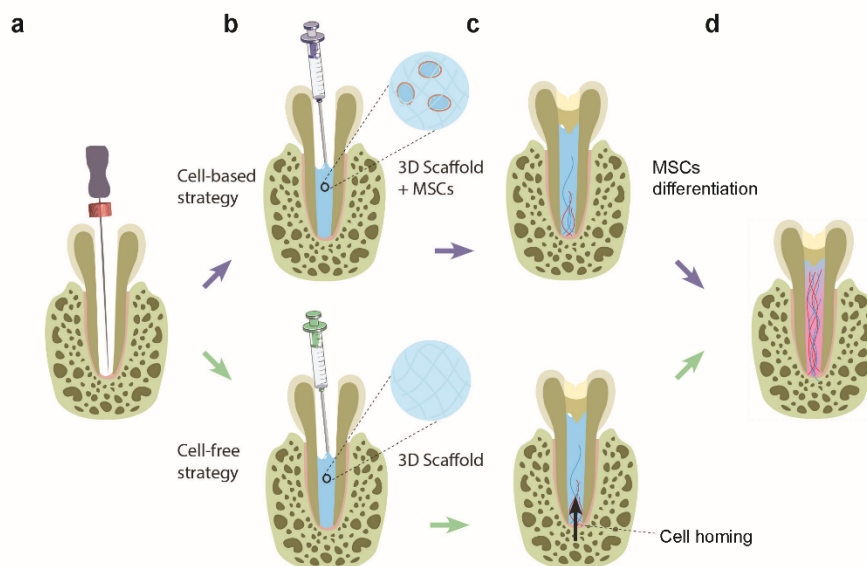 a
b
c
d
Cell-based
strategy
3D Scaffold
+ MSCs
MSCs
differentiation
Cell-free
strategy
3D Scaffold
Cell homing